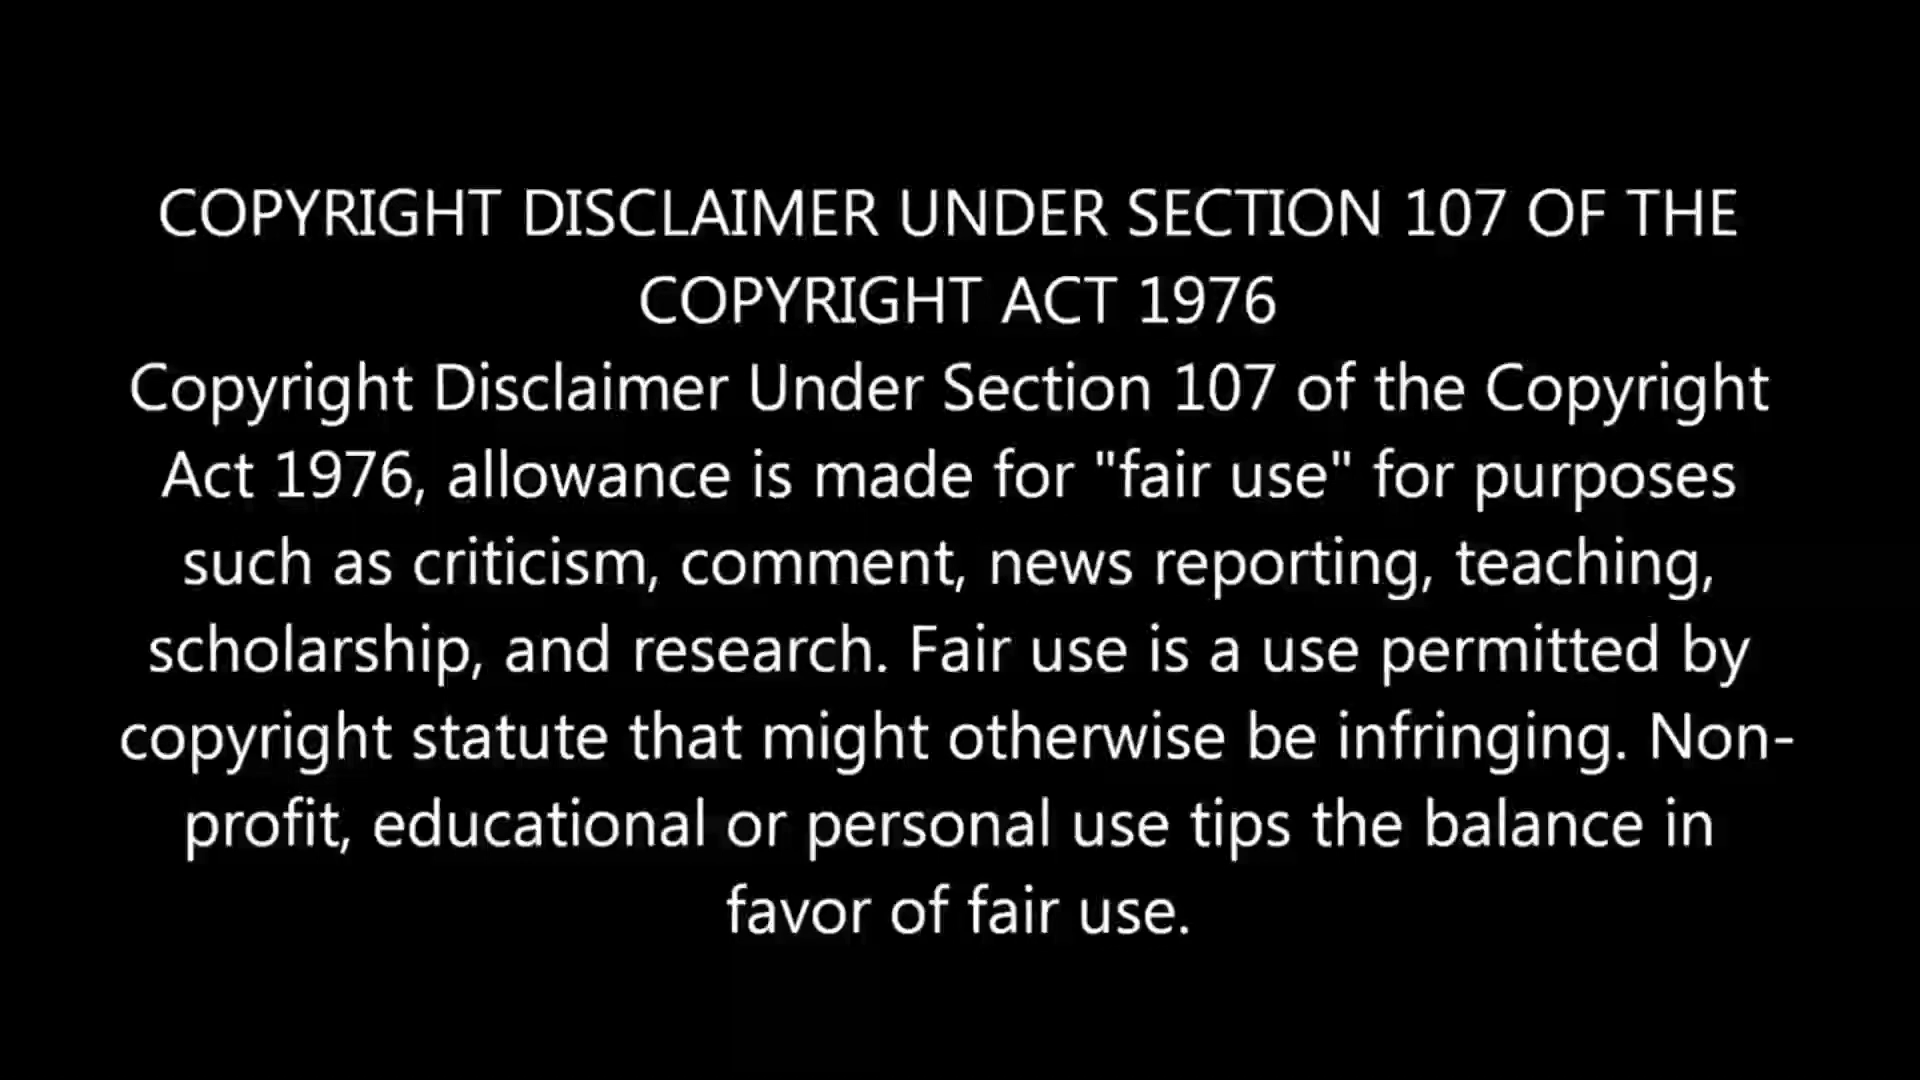 COPYRIGHT DISCLAIMER UNDER SECTION 107 OF THE
COPYRIGHT ACT 1976
Copyright Disclaimer Under Section 107 of the Copyright
Act 1976, allowance is made for "fair use" for purposes
such as criticism, comment, news reporting, teaching,
scholarship, and research. Fair use is a use permitted by
copyright statute that might otherwise be infringing. Non-
profit, educational or personal use tips the balance in
favor of fair use.